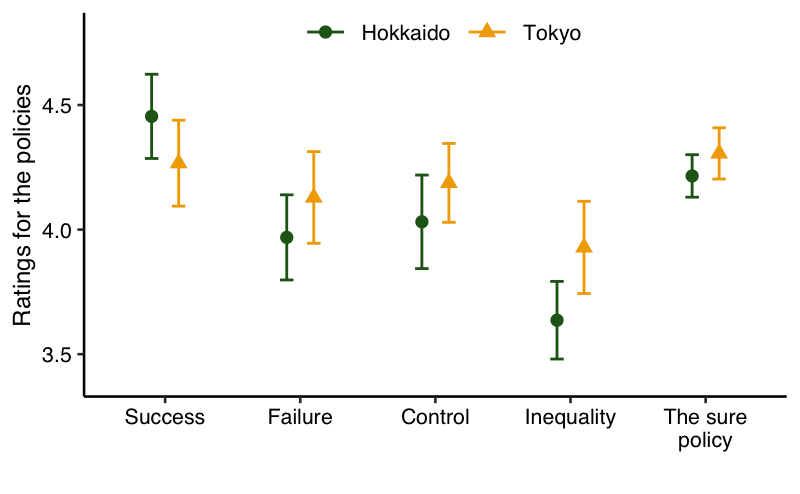 Hokkaido Tokyo
Ratings for the policies
4.5
4.0
3.5
Success Failure Control Inequality The sure
policy